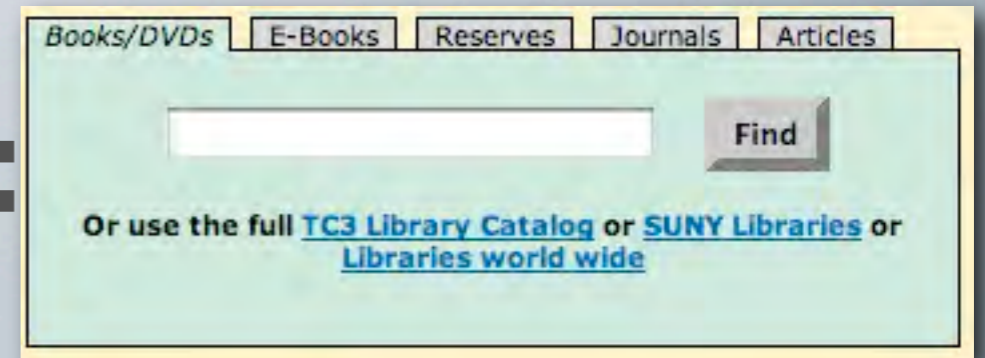 Books/DVDs E-Books Reserves Journals Articles
Find
Or use the full TC3 Library Catalog or SUNY Libraries or
Libraries world wide